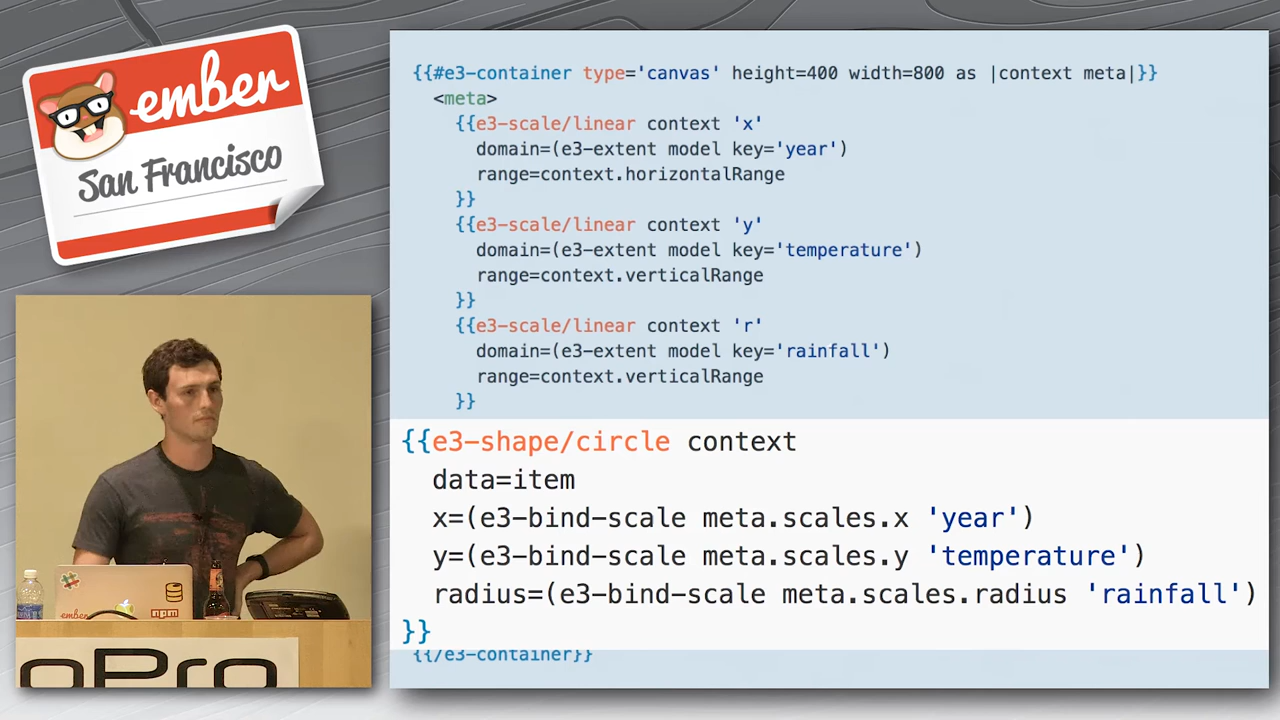 ember
San Francisco
{{#e3-container type='canvas' height=400 width=800 as |context meta|}}
<meta>
{{e3-scale/linear context 'x'
domain=(e3-extent model key='year')
range=context.horizontalRange
}}
{{e3-scale/linear context 'y'
domain=(e3-extent model key='temperature')
range=context.verticalRange
}}
{{e3-scale/linear context 'r'
domain=(e3-extent model key='rainfall')
range=context.verticalRange
}}
{{e3-shape/circle context
data=item
x=(e3-bind-scale meta.scales.x 'year')
y=(e3-bind-scale meta.scales.y 'temperature')
radius=(e3-bind-scale meta.scales.radius 'rainfall')
}}
{{/e3-container}}
ember
npm
oPro